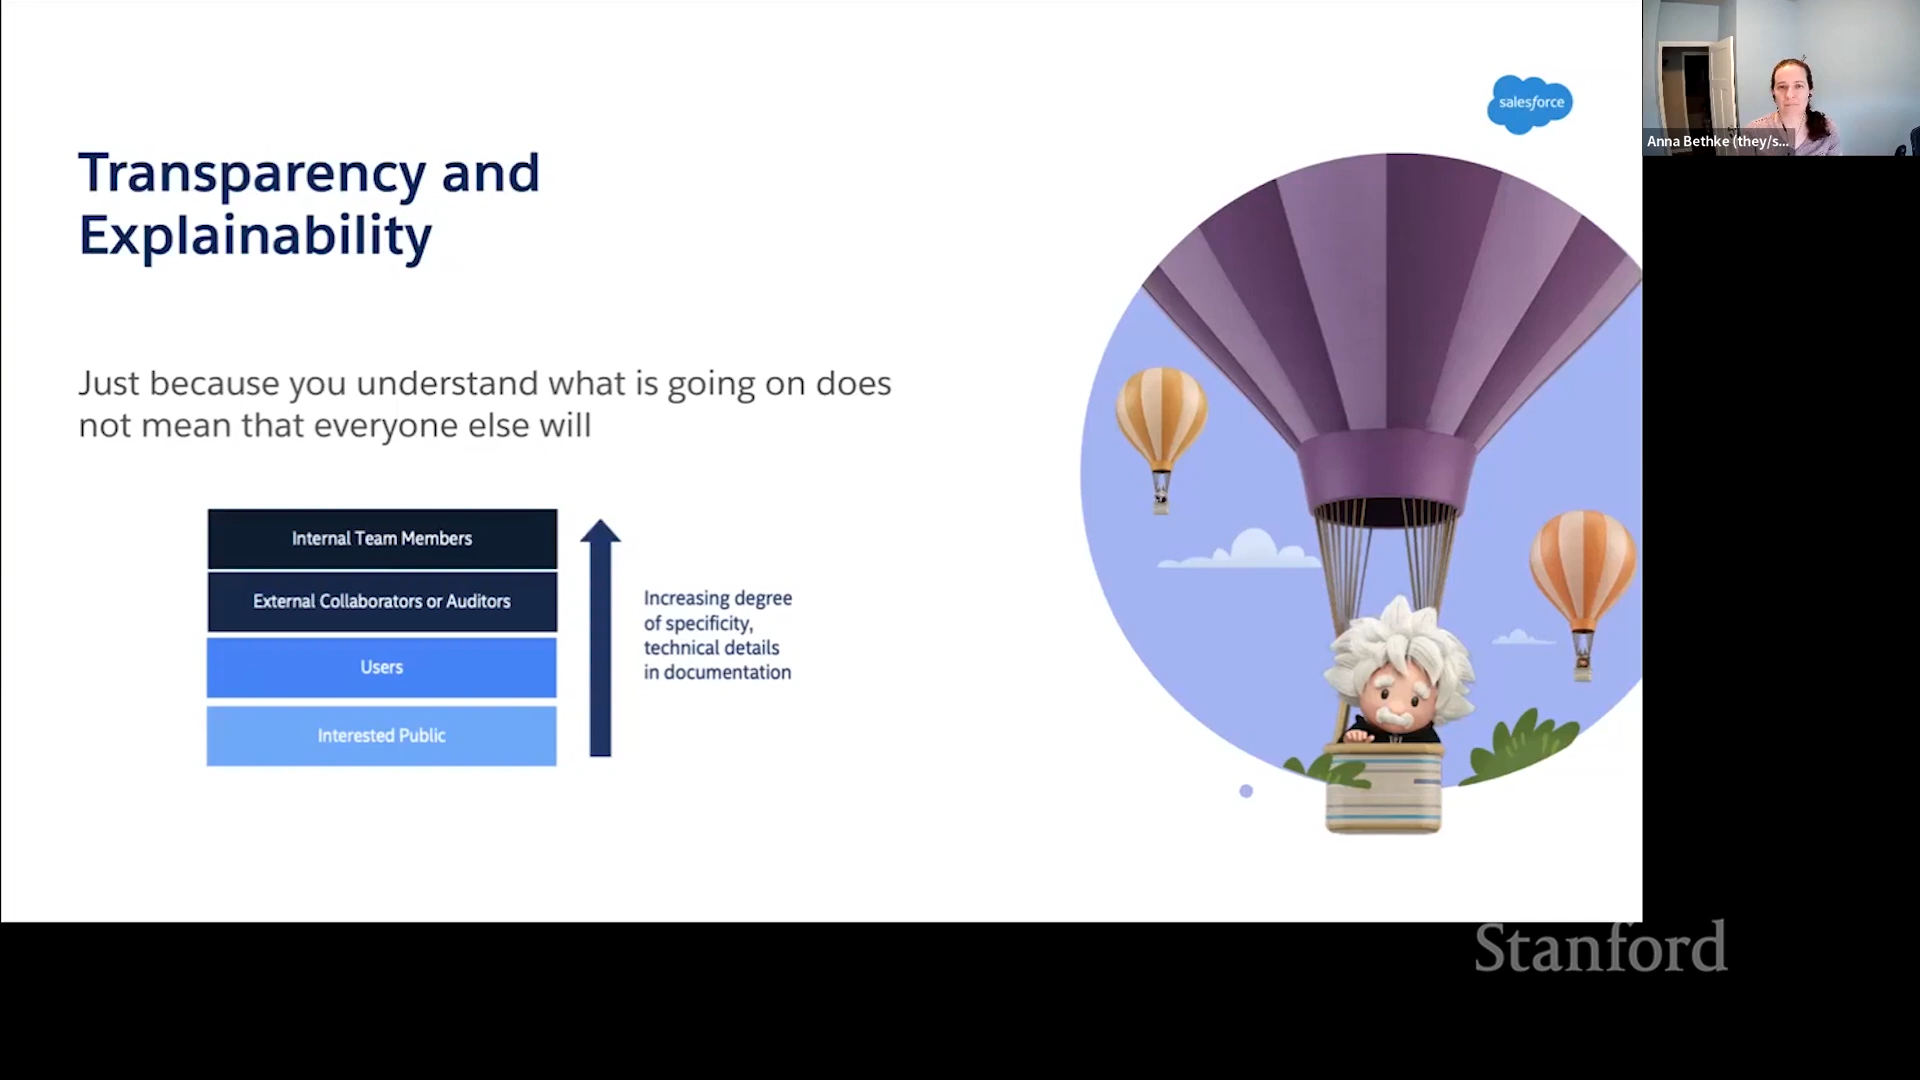 salesforce
Anna Bethke (they/s...
Transparency and
Explainability
Just because you understand what is going on does
not mean that everyone else will
Internal Team Members
External Collaborators or Auditors
Users
Interested Public
Increasing degree
of specificity,
technical details
in documentation
Stanford